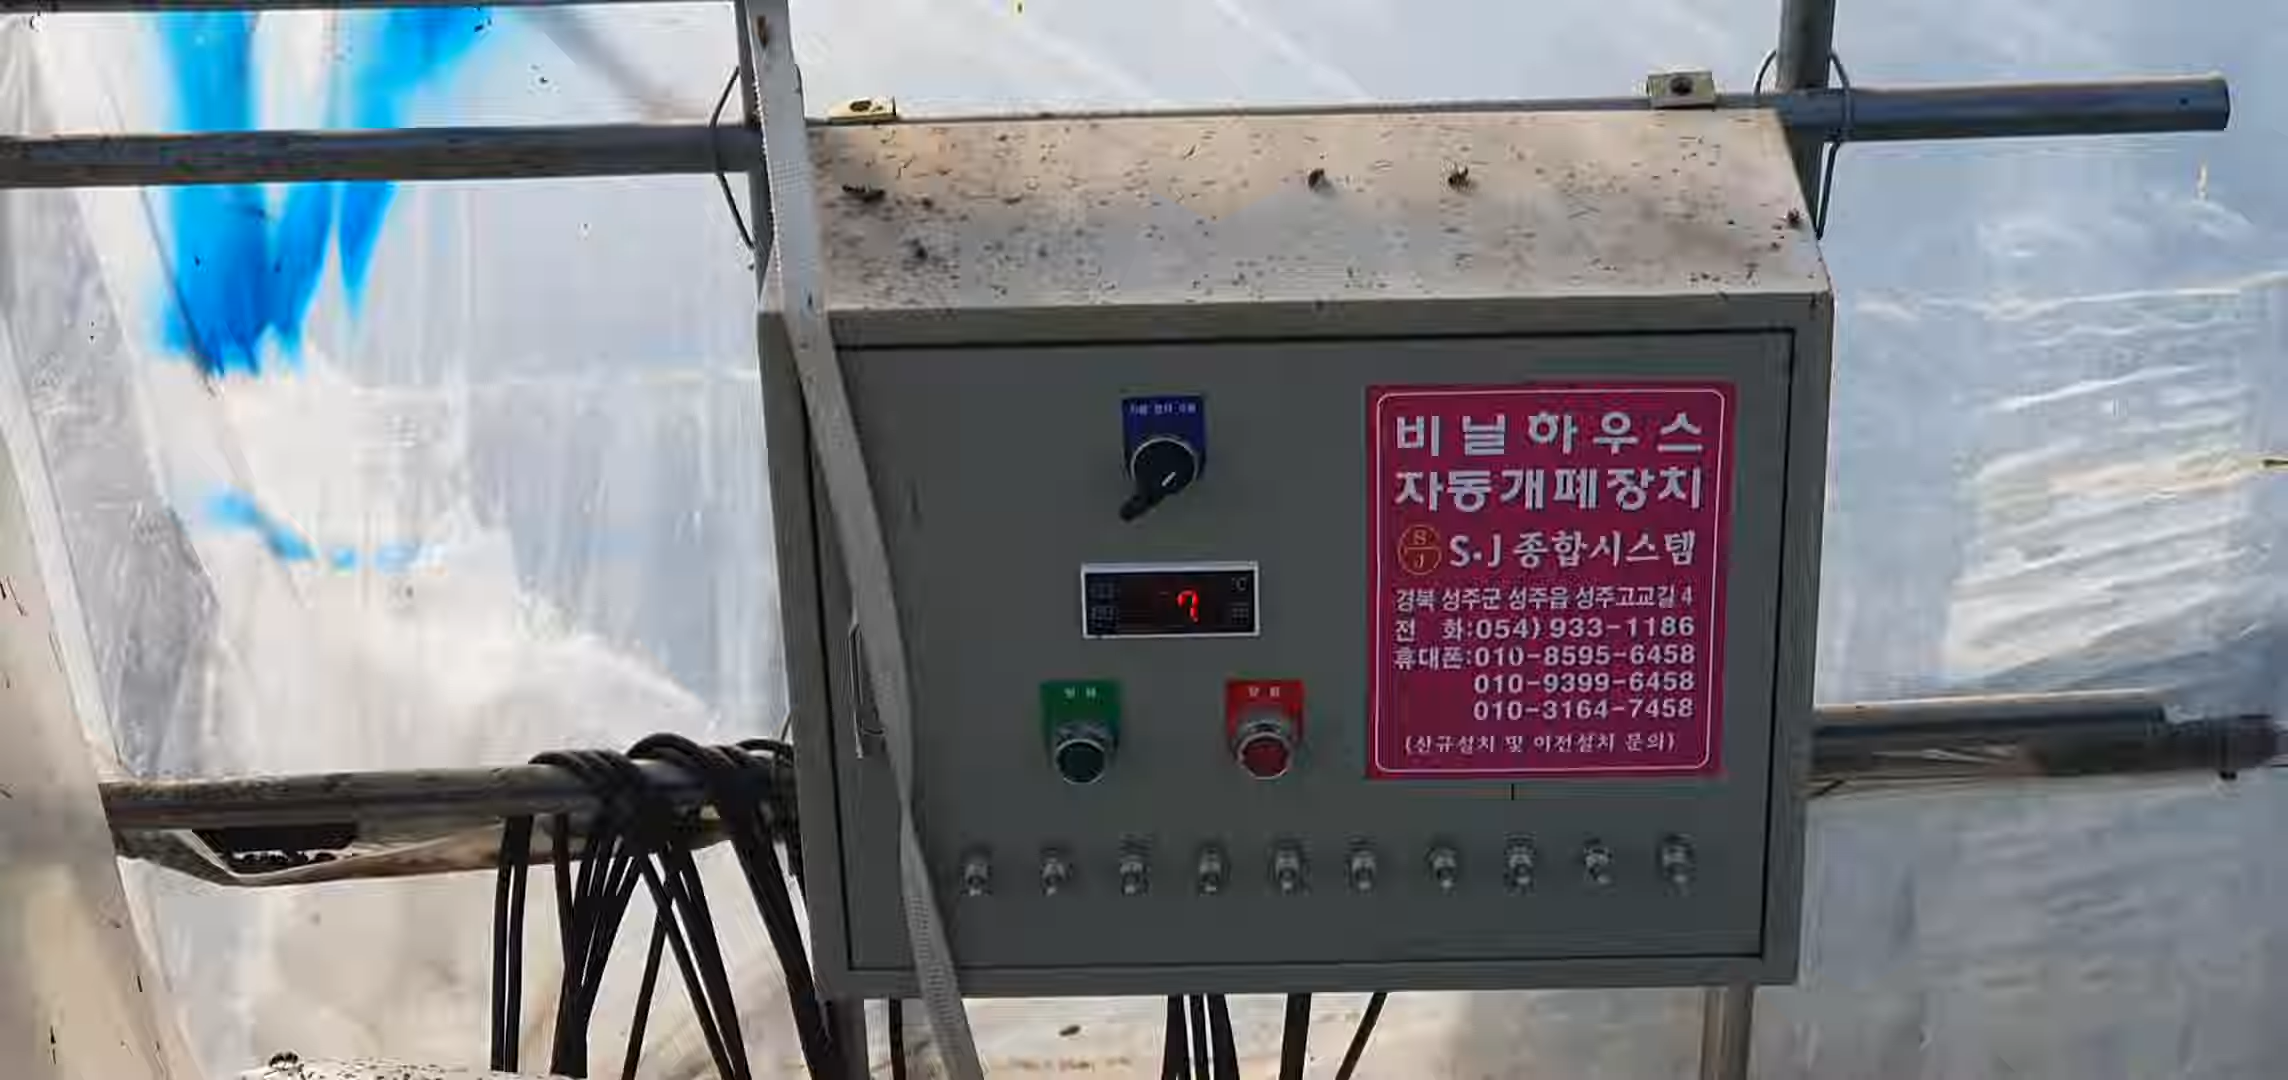 비닐하우스
자동개폐장치
S J
S·J 종합시스템
경북 성주군 성주읍 성주고교길 4
전 화:054) 933-1186
휴대폰:010-8595-6458
010-9399-6458
010-3164-7458
(신규설치 및 이전설치 문의)
7
°C